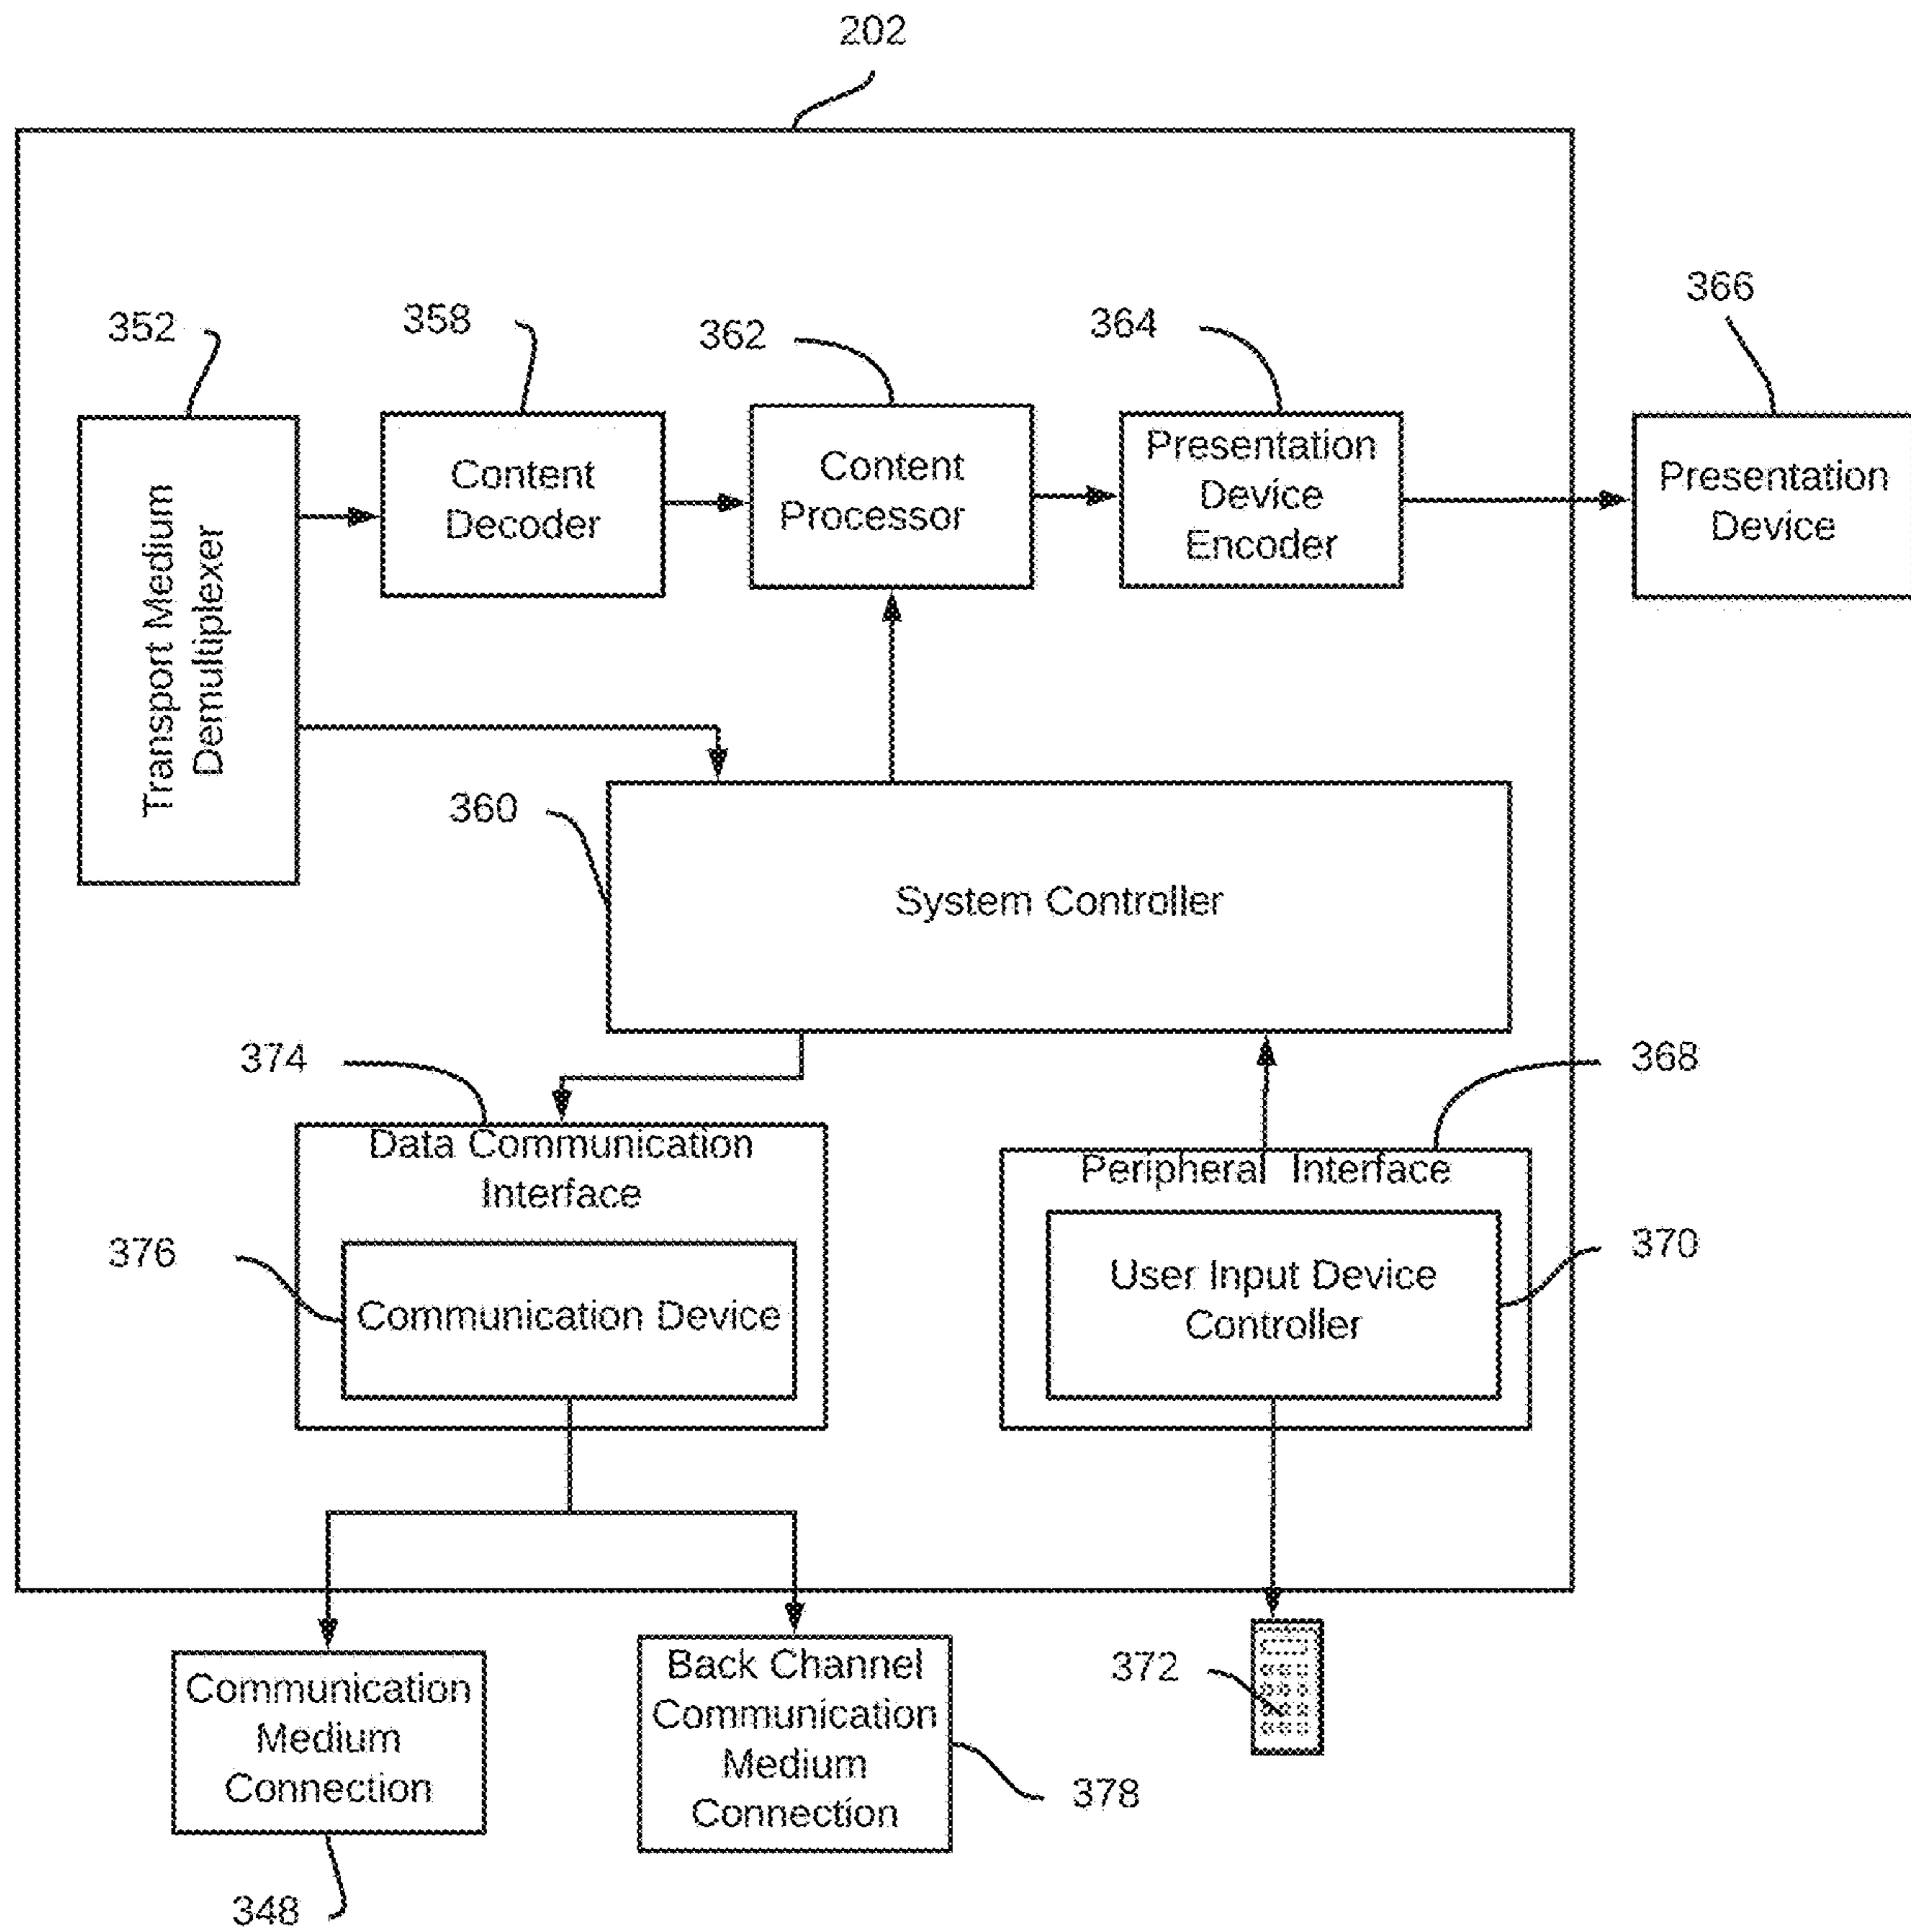 202
352
358
362
364
366
Transport Medium
Demultiplexer
Content
Decoder
Content
Processor
Presentation
Device
Encoder
Presentation
Device
360
System Controller
374
368
Data Communication
Interface
Peripheral Interface
376
Communication Device
User Input Device
Controller
370
Communication
Medium
Connection
Back Channel
Communication
Medium
Connection
372
378
348